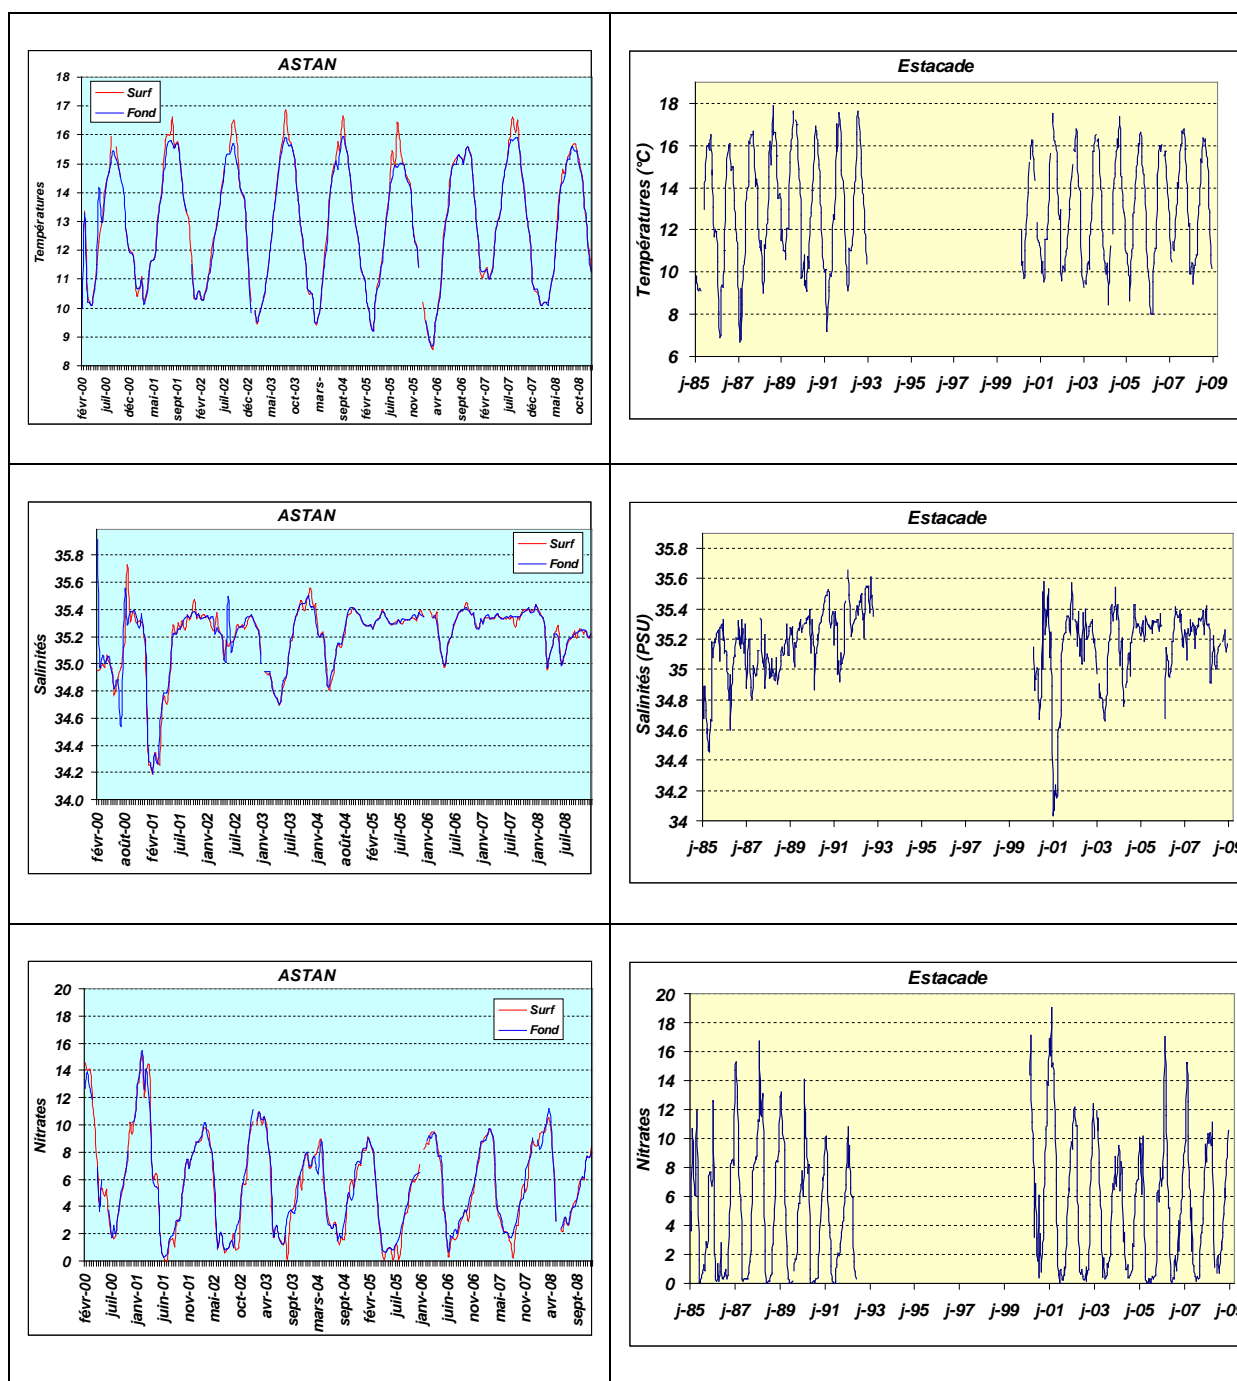 ASTAN
18
17
16
15
14
13
12
11
10
9
8
Températures
Surf
Fond
févr-00
juil-00
déc-00
mai-01
sept-01
févr-02
juil-02
déc-02
mai-03
oct-03
mars-
sept-04
févr-05
juin-05
nov-05
avr-06
sept-06
févr-07
juil-07
déc-07
mai-08
oct-08
Estacade
18
16
14
12
10
8
6
Températures (°C)
j-85
j-87
j-89
j-91
j-93
j-95
j-97
j-99
j-01
j-03
j-05
j-07
j-09
ASTAN
35.8
35.6
35.4
35.2
35.0
34.8
34.6
34.4
34.2
34.0
Salinités
Surf
Fond
févr-00
août-00
févr-01
juil-01
janv-02
juil-02
janv-03
juil-03
janv-04
août-04
févr-05
juil-05
janv-06
juil-06
janv-07
juil-07
janv-08
juil-08
Estacade
35.8
35.6
35.4
35.2
35
34.8
34.6
34.4
34.2
34
Salinités (PSU)
j-85
j-87
j-89
j-91
j-93
j-95
j-97
j-99
j-01
j-03
j-05
j-07
j-09
ASTAN
20
18
16
14
12
10
8
6
4
2
0
Nitrates
Surf
Fond
févr-00
juil-00
janv-01
juin-01
nov-01
mai-02
oct-02
avr-03
sept-03
mars-04
sept-04
févr-05
juil-05
janv-06
juin-06
nov-06
mai-07
nov-07
avr-08
sept-08
Estacade
20
18
16
14
12
10
8
6
4
2
0
Nitrates
j-85
j-87
j-89
j-91
j-93
j-95
j-97
j-99
j-01
j-03
j-05
j-07
j-09